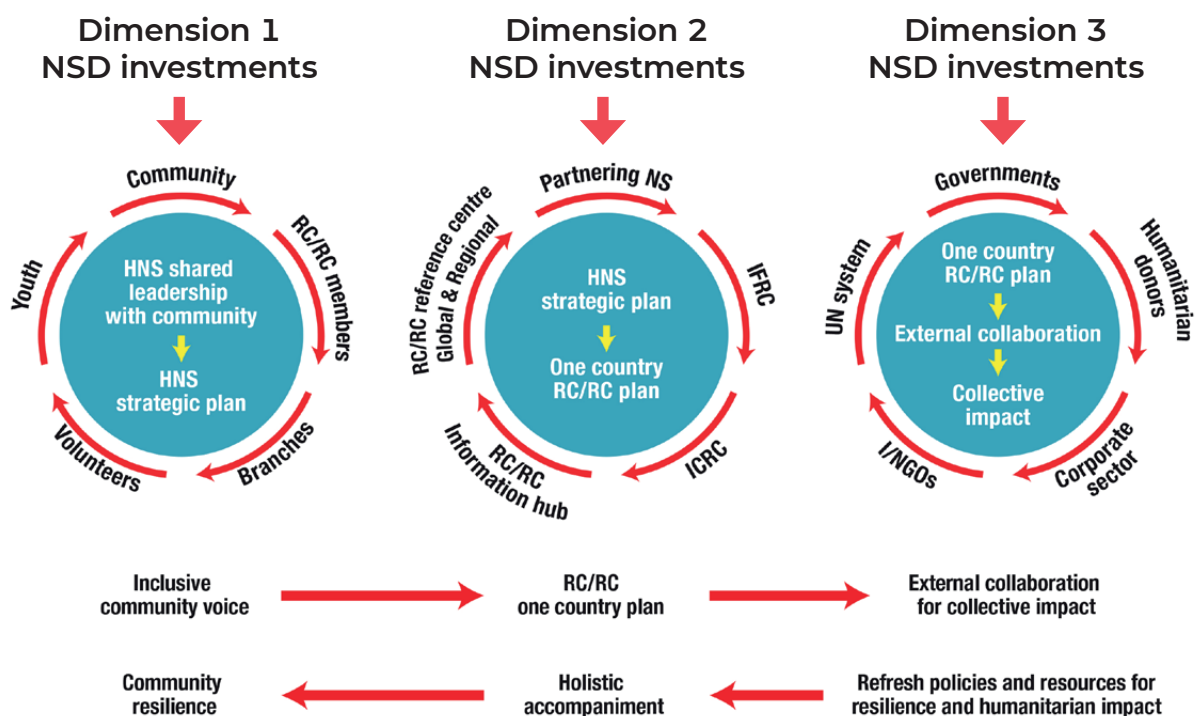 Dimension 1
NSD investments
Dimension 2
NSD investments
Dimension 3
NSD investments
Community
RC/RC members
Branches
Volunteers
Youth
HNS shared
leadership
with community
HNS
strategic plan
Partnering NS
IFRC
ICRC
RC/RC
Information hub
RC/RC reference centre
Global & Regional
HNS
strategic plan
One country
RC/RC plan
Governments
Humanitarian
donors
Corporate
sector
I/NGOs
UN system
One country
RC/RC plan
External collaboration
Collective
impact
Inclusive
community voice
RC/RC
one country plan
External collaboration
for collective impact
Community
resilience
Holistic
accompaniment
Refresh policies and resources for
resilience and humanitarian impact